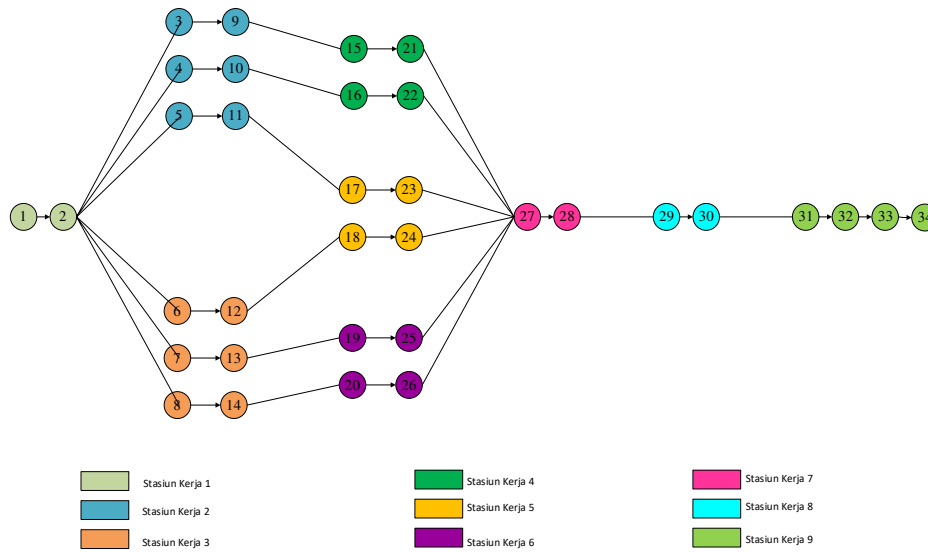 3 9
15 21
4 10
16 22
5 11
17 23
1 2 27 28 29 30 31 32 33 34
18 24
6 12
19 25
7 13
20 26
8 14
Stasiun Kerja 1
Stasiun Kerja 2
Stasiun Kerja 3
Stasiun Kerja 4
Stasiun Kerja 5
Stasiun Kerja 6
Stasiun Kerja 7
Stasiun Kerja 8
Stasiun Kerja 9